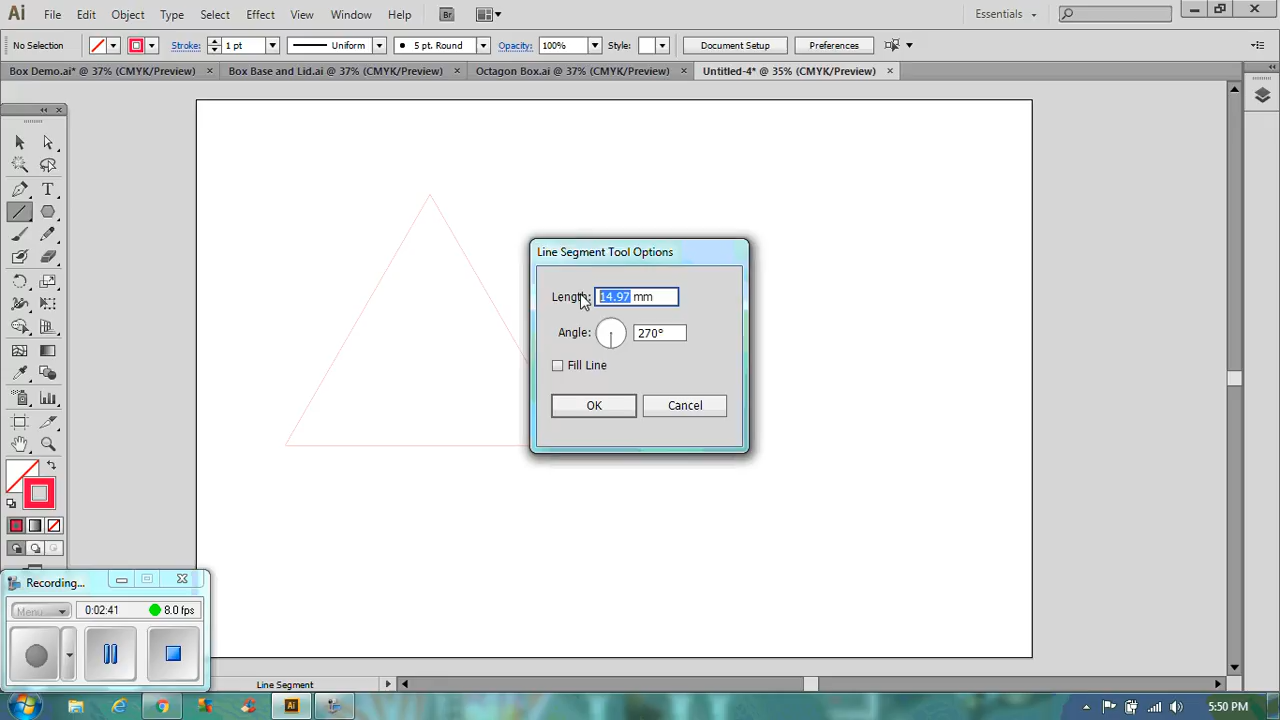 Ai File Edit Object Type Select Effect View Window Help Br Essentials
No Selection Stroke: 1 pt Uniform 5 pt. Round Opacity: 100% Style: Document Setup Preferences
Box Demo.ai* @ 37% (CMYK/Preview) Box Base and Lid.ai @ 37% (CMYK/Preview) Octagon Box.ai @ 37% (CMYK/Preview) Untitled-4* @ 35% (CMYK/Preview)
Line Segment Tool Options
Length: 14.97 mm
Angle: 270°
Fill Line
OK Cancel
Recording...
Menu 0:02:41 8.0 fps
Line Segment
Ai 5:50 PM